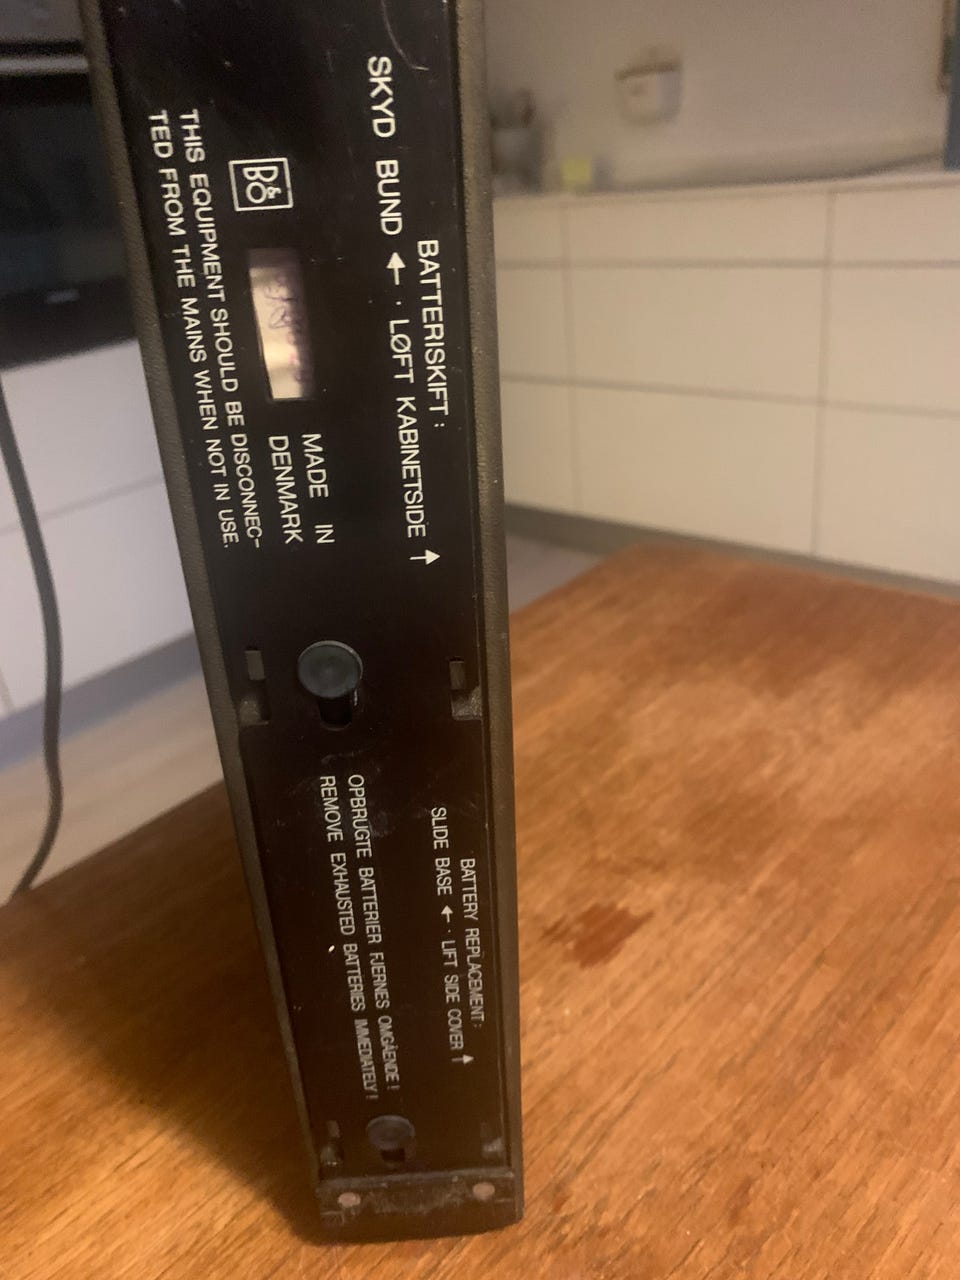 BATTERISKIFT:
SKYD BUND ← · LØFT KABINETSIDE ↑
B&O
MADE IN
DENMARK
THIS EQUIPMENT SHOULD BE DISCONNEC-
TED FROM THE MAINS WHEN NOT IN USE.
BATTERY REPLACEMENT:
SLIDE BASE ← · LIFT SIDE COVER ↑
OPBRUGTE BATTERIER FJERNES OMGÅENDE!
REMOVE EXHAUSTED BATTERIES IMMEDIATELY!